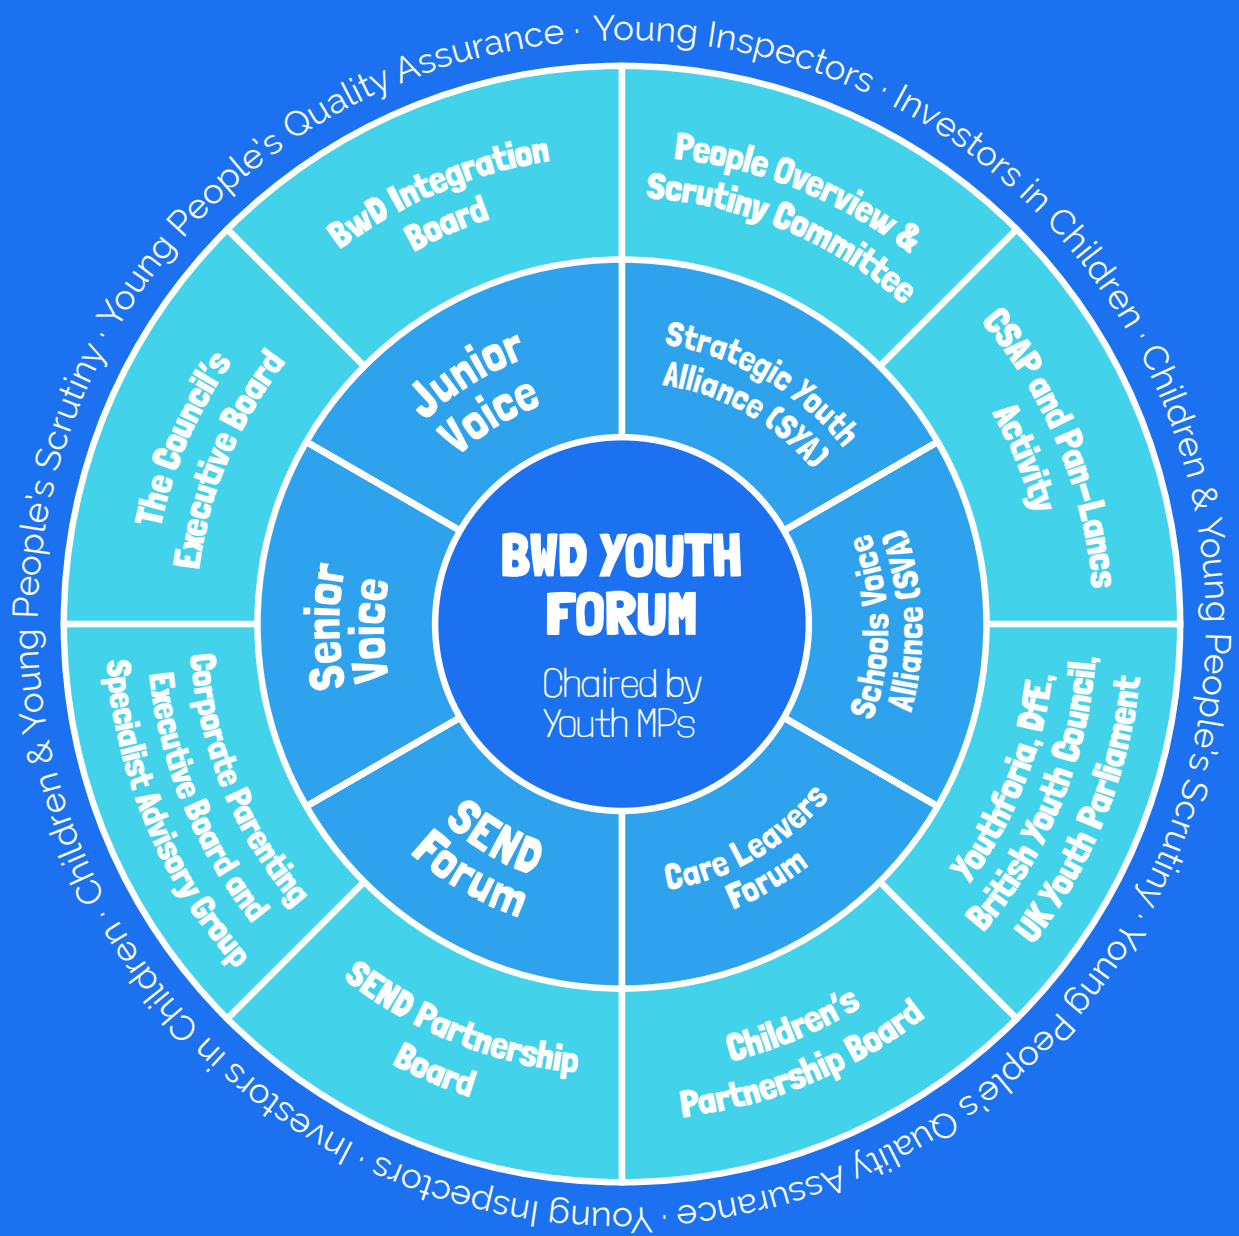 Young Inspectors · Investors in Children · Children & Young People's Scrutiny · Young People's Quality Assurance · Young Inspectors · Investors in Children · Children & Young People's Scrutiny · Young People's Quality Assurance ·
People Overview &
Scrutiny Committee
CSAP and Pan-Lancs
Activity
Youthforia, DfE,
British Youth Council,
UK Youth Parliament
Children's
Partnership Board
SEND Partnership
Board
Corporate Parenting
Executive Board and
Specialist Advisory Group
The Council's
Executive Board
BwD Integration
Board
Strategic Youth
Alliance (SYA)
Schools Voice
Alliance (SVA)
Care Leavers
Forum
SEND
Forum
Senior
Voice
Junior
Voice
BWD YOUTH
FORUM
Chaired by
Youth MPs